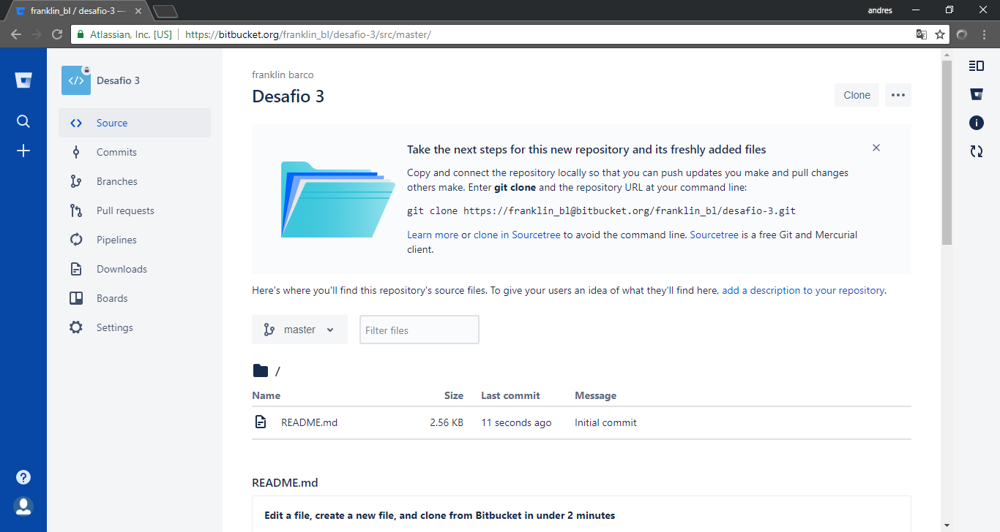 franklin_bl / desafio-3 —
andres
Atlassian, Inc. [US]
https://bitbucket.org/franklin_bl/desafio-3/src/master/
Desafio 3
Source
Commits
Branches
Pull requests
Pipelines
Downloads
Boards
Settings
franklin barco
Desafio 3
Clone
Take the next steps for this new repository and its freshly added files
Copy and connect the repository locally so that you can push updates you make and pull changes
others make. Enter git clone and the repository URL at your command line:
git clone https://franklin_bl@bitbucket.org/franklin_bl/desafio-3.git
Learn more or clone in Sourcetree to avoid the command line. Sourcetree is a free Git and Mercurial
client.
Here's where you'll find this repository's source files. To give your users an idea of what they'll find here, add a description to your repository.
master
Filter files
/
Name Size Last commit Message
README.md 2.56 KB 11 seconds ago Initial commit
README.md
Edit a file, create a new file, and clone from Bitbucket in under 2 minutes